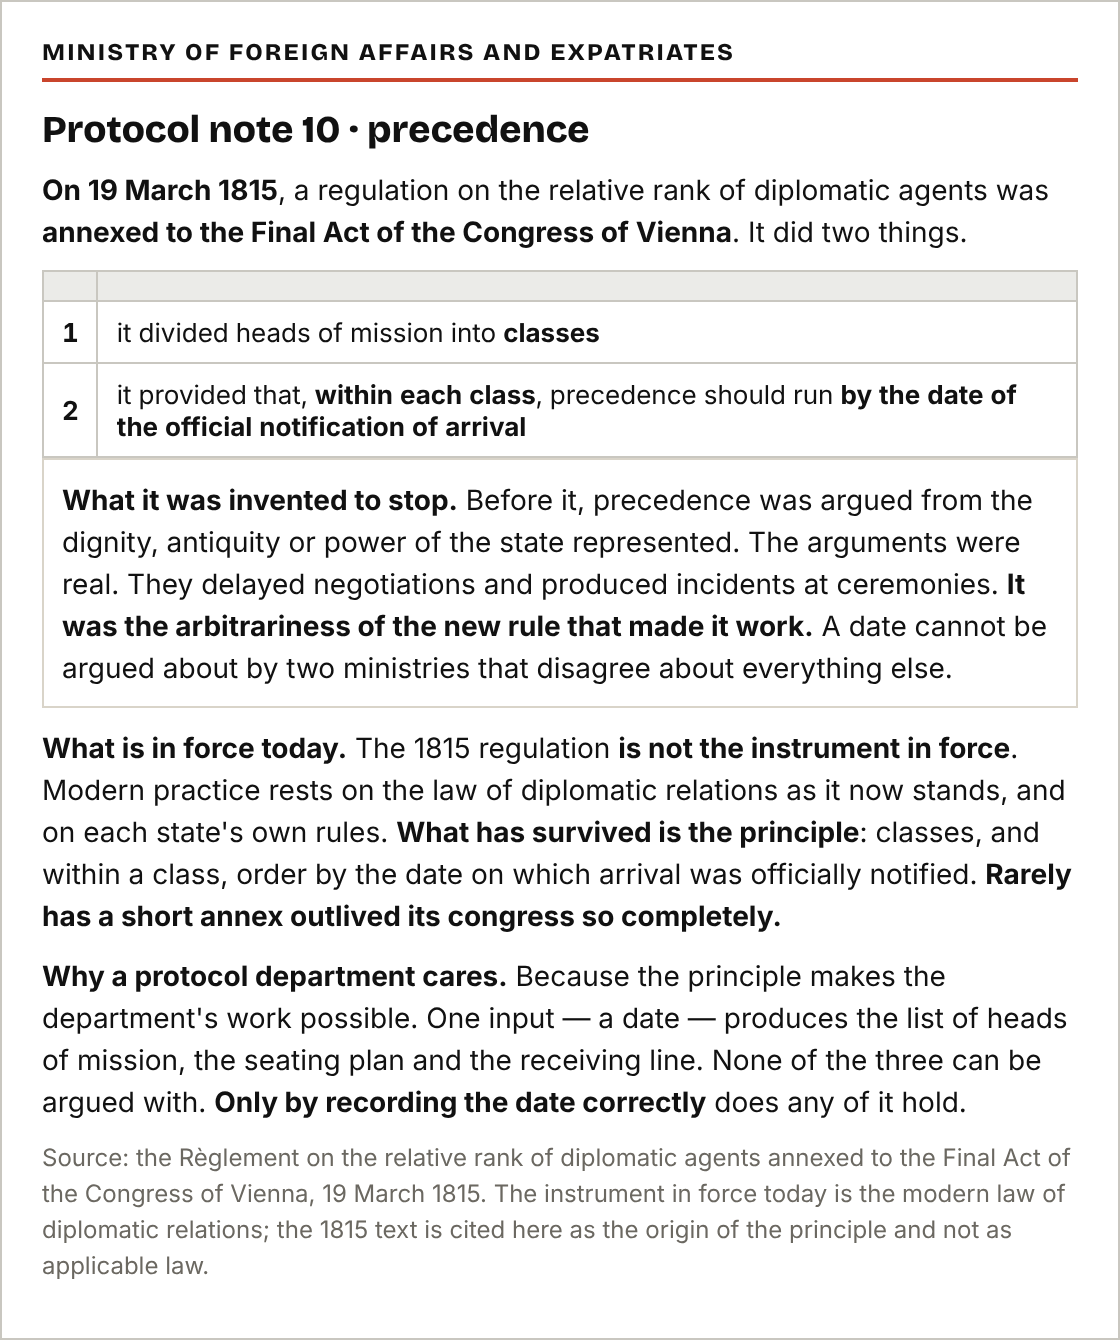 MINISTRY OF FOREIGN AFFAIRS AND EXPATRIATES
Protocol note 10 · precedence
On 19 March 1815, a regulation on the relative rank of diplomatic agents was
annexed to the Final Act of the Congress of Vienna. It did two things.
1 it divided heads of mission into classes
2 it provided that, within each class, precedence should run by the date of
the official notification of arrival
What it was invented to stop. Before it, precedence was argued from the
dignity, antiquity or power of the state represented. The arguments were
real. They delayed negotiations and produced incidents at ceremonies. It
was the arbitrariness of the new rule that made it work. A date cannot be
argued about by two ministries that disagree about everything else.
What is in force today. The 1815 regulation is not the instrument in force.
Modern practice rests on the law of diplomatic relations as it now stands, and
on each state's own rules. What has survived is the principle: classes, and
within a class, order by the date on which arrival was officially notified. Rarely
has a short annex outlived its congress so completely.
Why a protocol department cares. Because the principle makes the
department's work possible. One input — a date — produces the list of heads
of mission, the seating plan and the receiving line. None of the three can be
argued with. Only by recording the date correctly does any of it hold.
Source: the Règlement on the relative rank of diplomatic agents annexed to the Final Act of
the Congress of Vienna, 19 March 1815. The instrument in force today is the modern law of
diplomatic relations; the 1815 text is cited here as the origin of the principle and not as
applicable law.